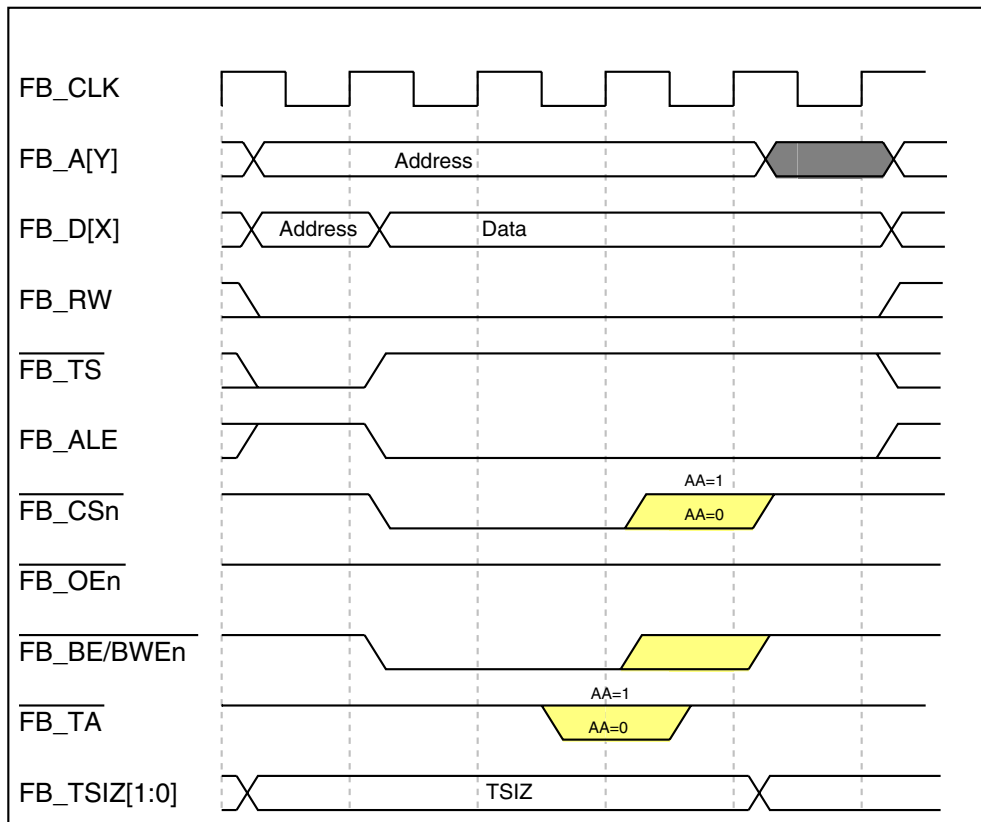 FB_CLK
FB_A[Y]
Address
FB_D[X]
Address
Data
FB_RW
FB_TS
FB_ALE
AA=1
FB_CSn
AA=0
FB_OEn
FB_BE/BWEn
AA=1
FB_TA
AA=0
FB_TSIZ[1:0]
TSIZ